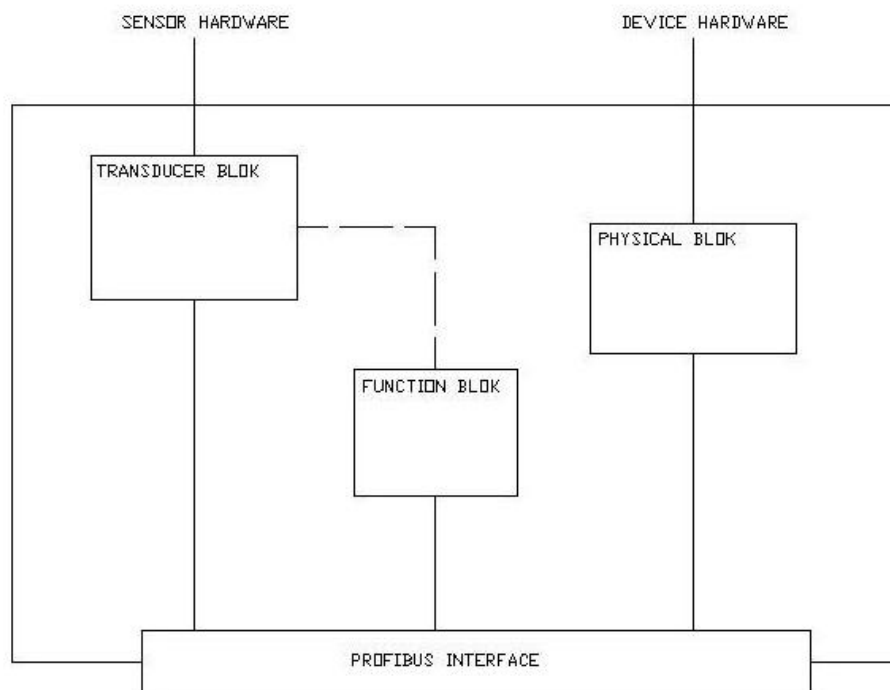 SENSOR HARDWARE
DEVICE HARDWARE
TRANSDUCER BLOK
PHYSICAL BLOK
FUNCTION BLOK
PROFIBUS INTERFACE